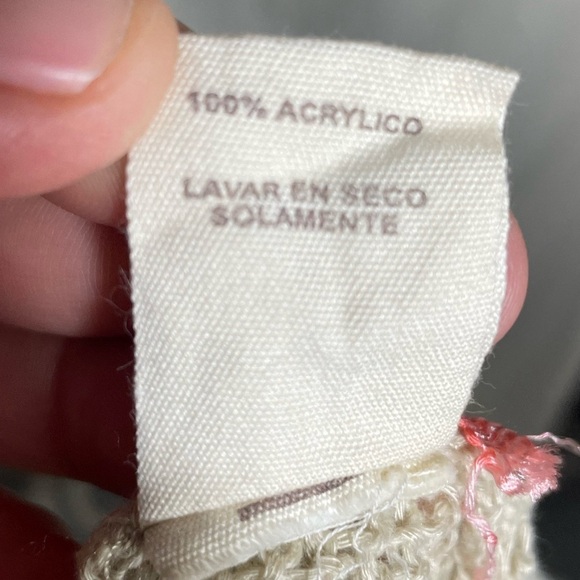 100% ACRYLICO
LAVAR EN SECO
SOLAMENTE